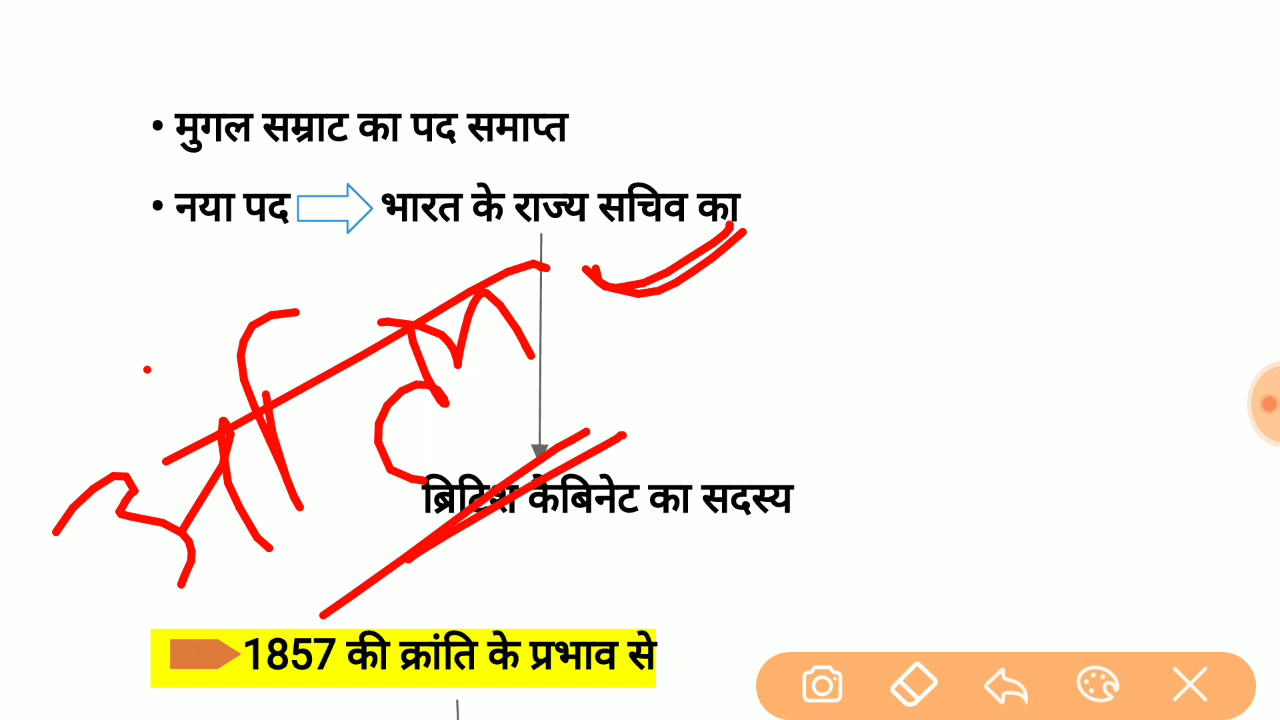 • मुगल सम्राट का पद समाप्त
• नया पद भारत के राज्य सचिव का
ब्रिटिश केबिनेट का सदस्य
1857 की क्रांति के प्रभाव से